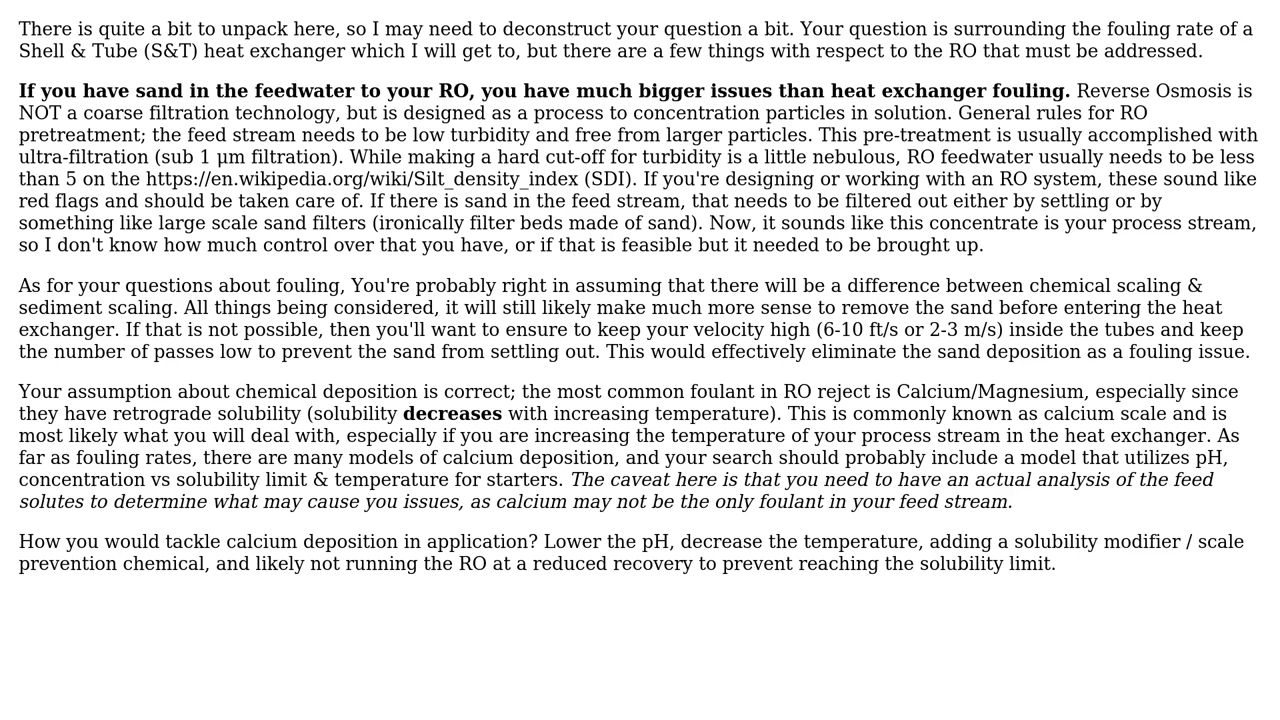 There is quite a bit to unpack here, so I may need to deconstruct your question a bit. Your question is surrounding the fouling rate of a
Shell & Tube (S&T) heat exchanger which I will get to, but there are a few things with respect to the RO that must be addressed.
If you have sand in the feedwater to your RO, you have much bigger issues than heat exchanger fouling. Reverse Osmosis is
NOT a coarse filtration technology, but is designed as a process to concentration particles in solution. General rules for RO
pretreatment; the feed stream needs to be low turbidity and free from larger particles. This pre-treatment is usually accomplished with
ultra-filtration (sub 1 μm filtration). While making a hard cut-off for turbidity is a little nebulous, RO feedwater usually needs to be less
than 5 on the https://en.wikipedia.org/wiki/Silt_density_index (SDI). If you're designing or working with an RO system, these sound like
red flags and should be taken care of. If there is sand in the feed stream, that needs to be filtered out either by settling or by
something like large scale sand filters (ironically filter beds made of sand). Now, it sounds like this concentrate is your process stream,
so I don't know how much control over that you have, or if that is feasible but it needed to be brought up.
As for your questions about fouling, You're probably right in assuming that there will be a difference between chemical scaling &
sediment scaling. All things being considered, it will still likely make much more sense to remove the sand before entering the heat
exchanger. If that is not possible, then you'll want to ensure to keep your velocity high (6-10 ft/s or 2-3 m/s) inside the tubes and keep
the number of passes low to prevent the sand from settling out. This would effectively eliminate the sand deposition as a fouling issue.
Your assumption about chemical deposition is correct; the most common foulant in RO reject is Calcium/Magnesium, especially since
they have retrograde solubility (solubility decreases with increasing temperature). This is commonly known as calcium scale and is
most likely what you will deal with, especially if you are increasing the temperature of your process stream in the heat exchanger. As
far as fouling rates, there are many models of calcium deposition, and your search should probably include a model that utilizes pH,
concentration vs solubility limit & temperature for starters. The caveat here is that you need to have an actual analysis of the feed
solutes to determine what may cause you issues, as calcium may not be the only foulant in your feed stream.
How you would tackle calcium deposition in application? Lower the pH, decrease the temperature, adding a solubility modifier / scale
prevention chemical, and likely not running the RO at a reduced recovery to prevent reaching the solubility limit.